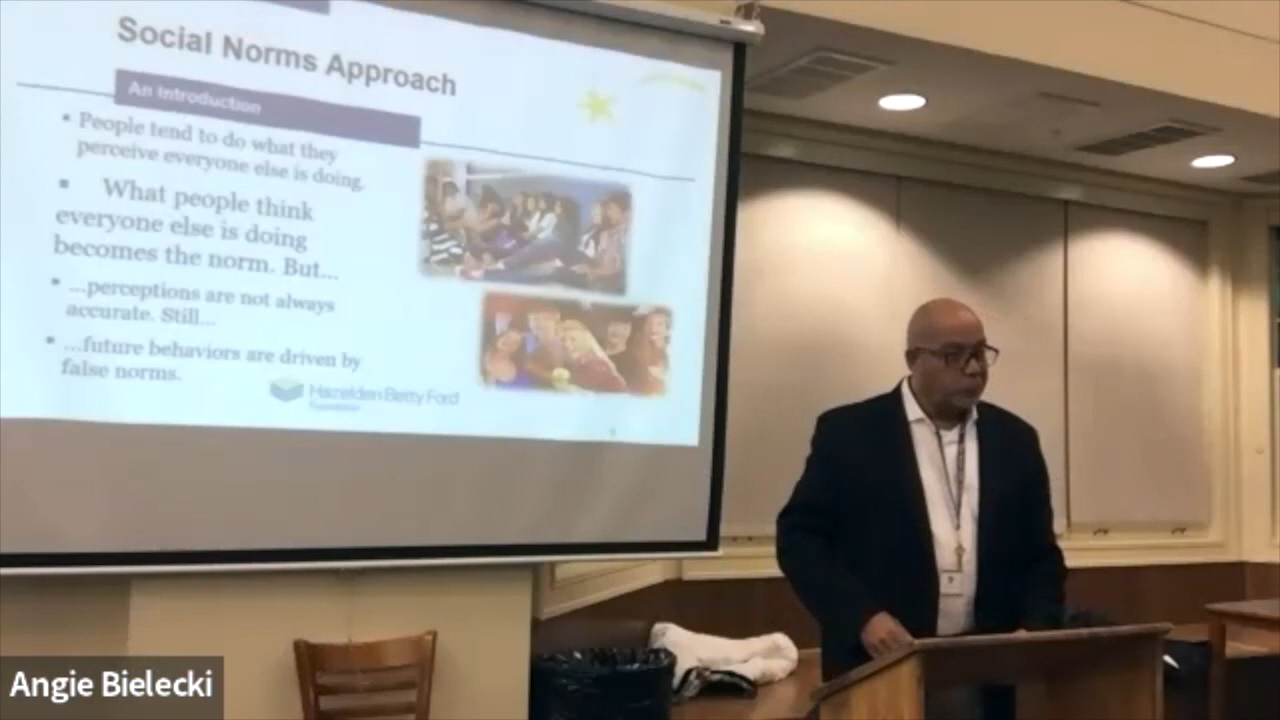 Social Norms Approach
An Introduction
• People tend to do what they
perceive everyone else is doing.
• What people think
everyone else is doing
becomes the norm. But...
• ...perceptions are not always
accurate. Still...
• ...future behaviors are driven by
false norms.
Hazelden Betty Ford
Foundation
Angie Bielecki